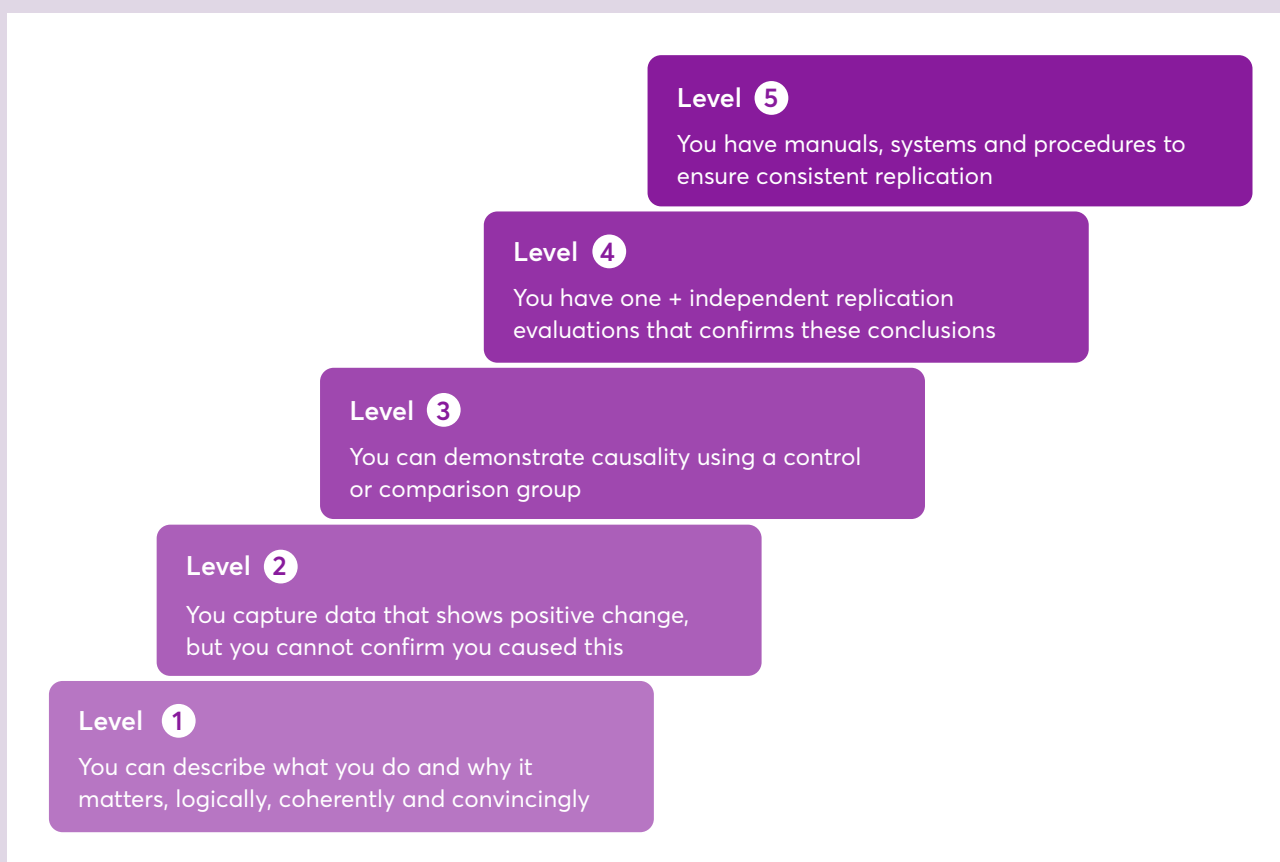 Level 5
You have manuals, systems and procedures to
ensure consistent replication
Level 4
You have one + independent replication
evaluations that confirms these conclusions
Level 3
You can demonstrate causality using a control
or comparison group
Level 2
You capture data that shows positive change,
but you cannot confirm you caused this
Level 1
You can describe what you do and why it
matters, logically, coherently and convincingly